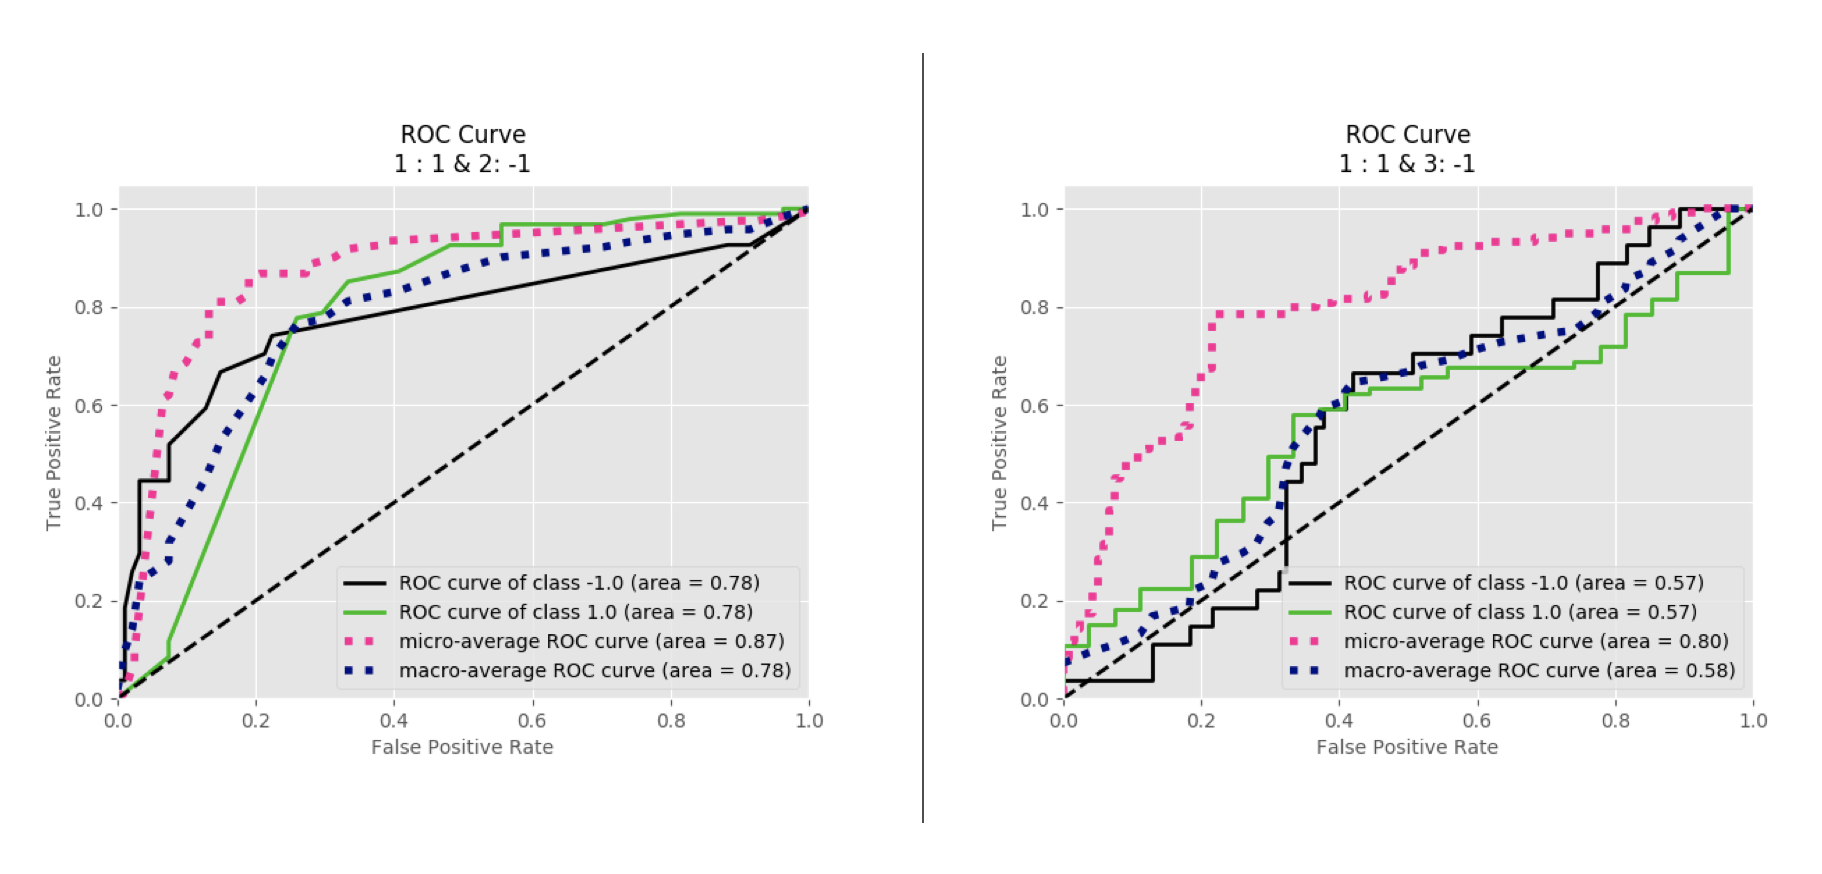 ROC Curve
1 : 1 & 2: -1
1.0
0.8
0.6
0.4
0.2
0.0
True Positive Rate
ROC curve of class -1.0 (area = 0.78)
ROC curve of class 1.0 (area = 0.78)
micro-average ROC curve (area = 0.87)
macro-average ROC curve (area = 0.78)
0.0 0.2 0.4 0.6 0.8 1.0
False Positive Rate
ROC Curve
1 : 1 & 3: -1
1.0
0.8
0.6
0.4
0.2
0.0
True Positive Rate
ROC curve of class -1.0 (area = 0.57)
ROC curve of class 1.0 (area = 0.57)
micro-average ROC curve (area = 0.80)
macro-average ROC curve (area = 0.58)
0.0 0.2 0.4 0.6 0.8 1.0
False Positive Rate